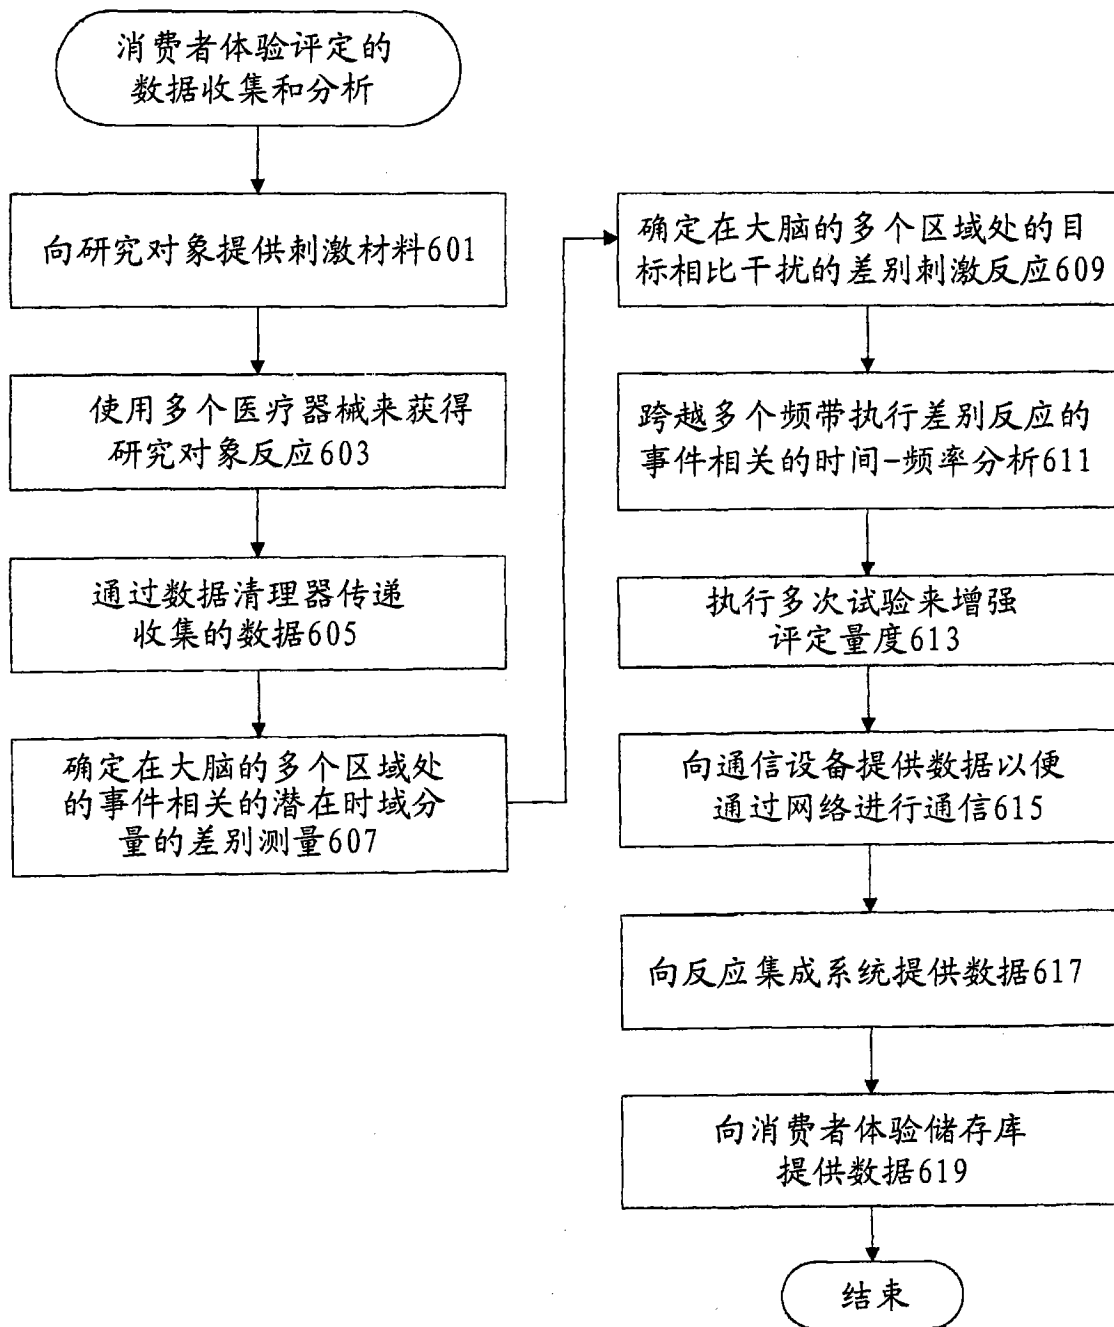 消费者体验评定的
数据收集和分析
向研究对象提供刺激材料601
使用多个医疗器械来获得
研究对象反应603
通过数据清理器传递
收集的数据605
确定在大脑的多个区域处
的事件相关的潜在时域分
量的差别测量607
确定在大脑的多个区域处的目
标相比干扰的差别刺激反应609
跨越多个频带执行差别反应的
事件相关的时间-频率分析611
执行多次试验来增强
评定量度613
向通信设备提供数据以便
通过网络进行通信615
向反应集成系统提供数据617
向消费者体验储存库
提供数据619
结束